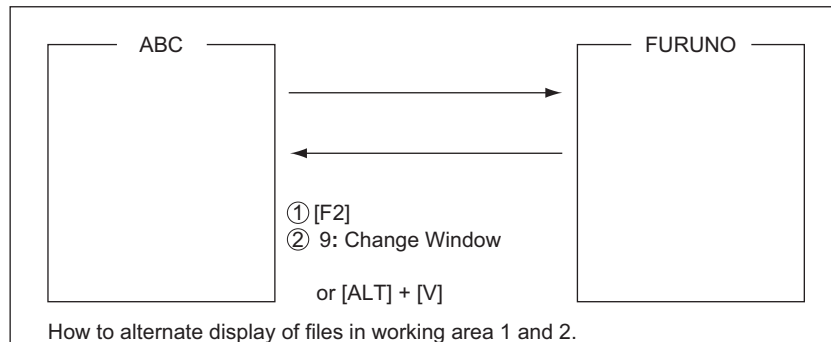 ABC
FURUNO
① [F2]
② 9: Change Window
or [ALT] + [V]
How to alternate display of files in working area 1 and 2.